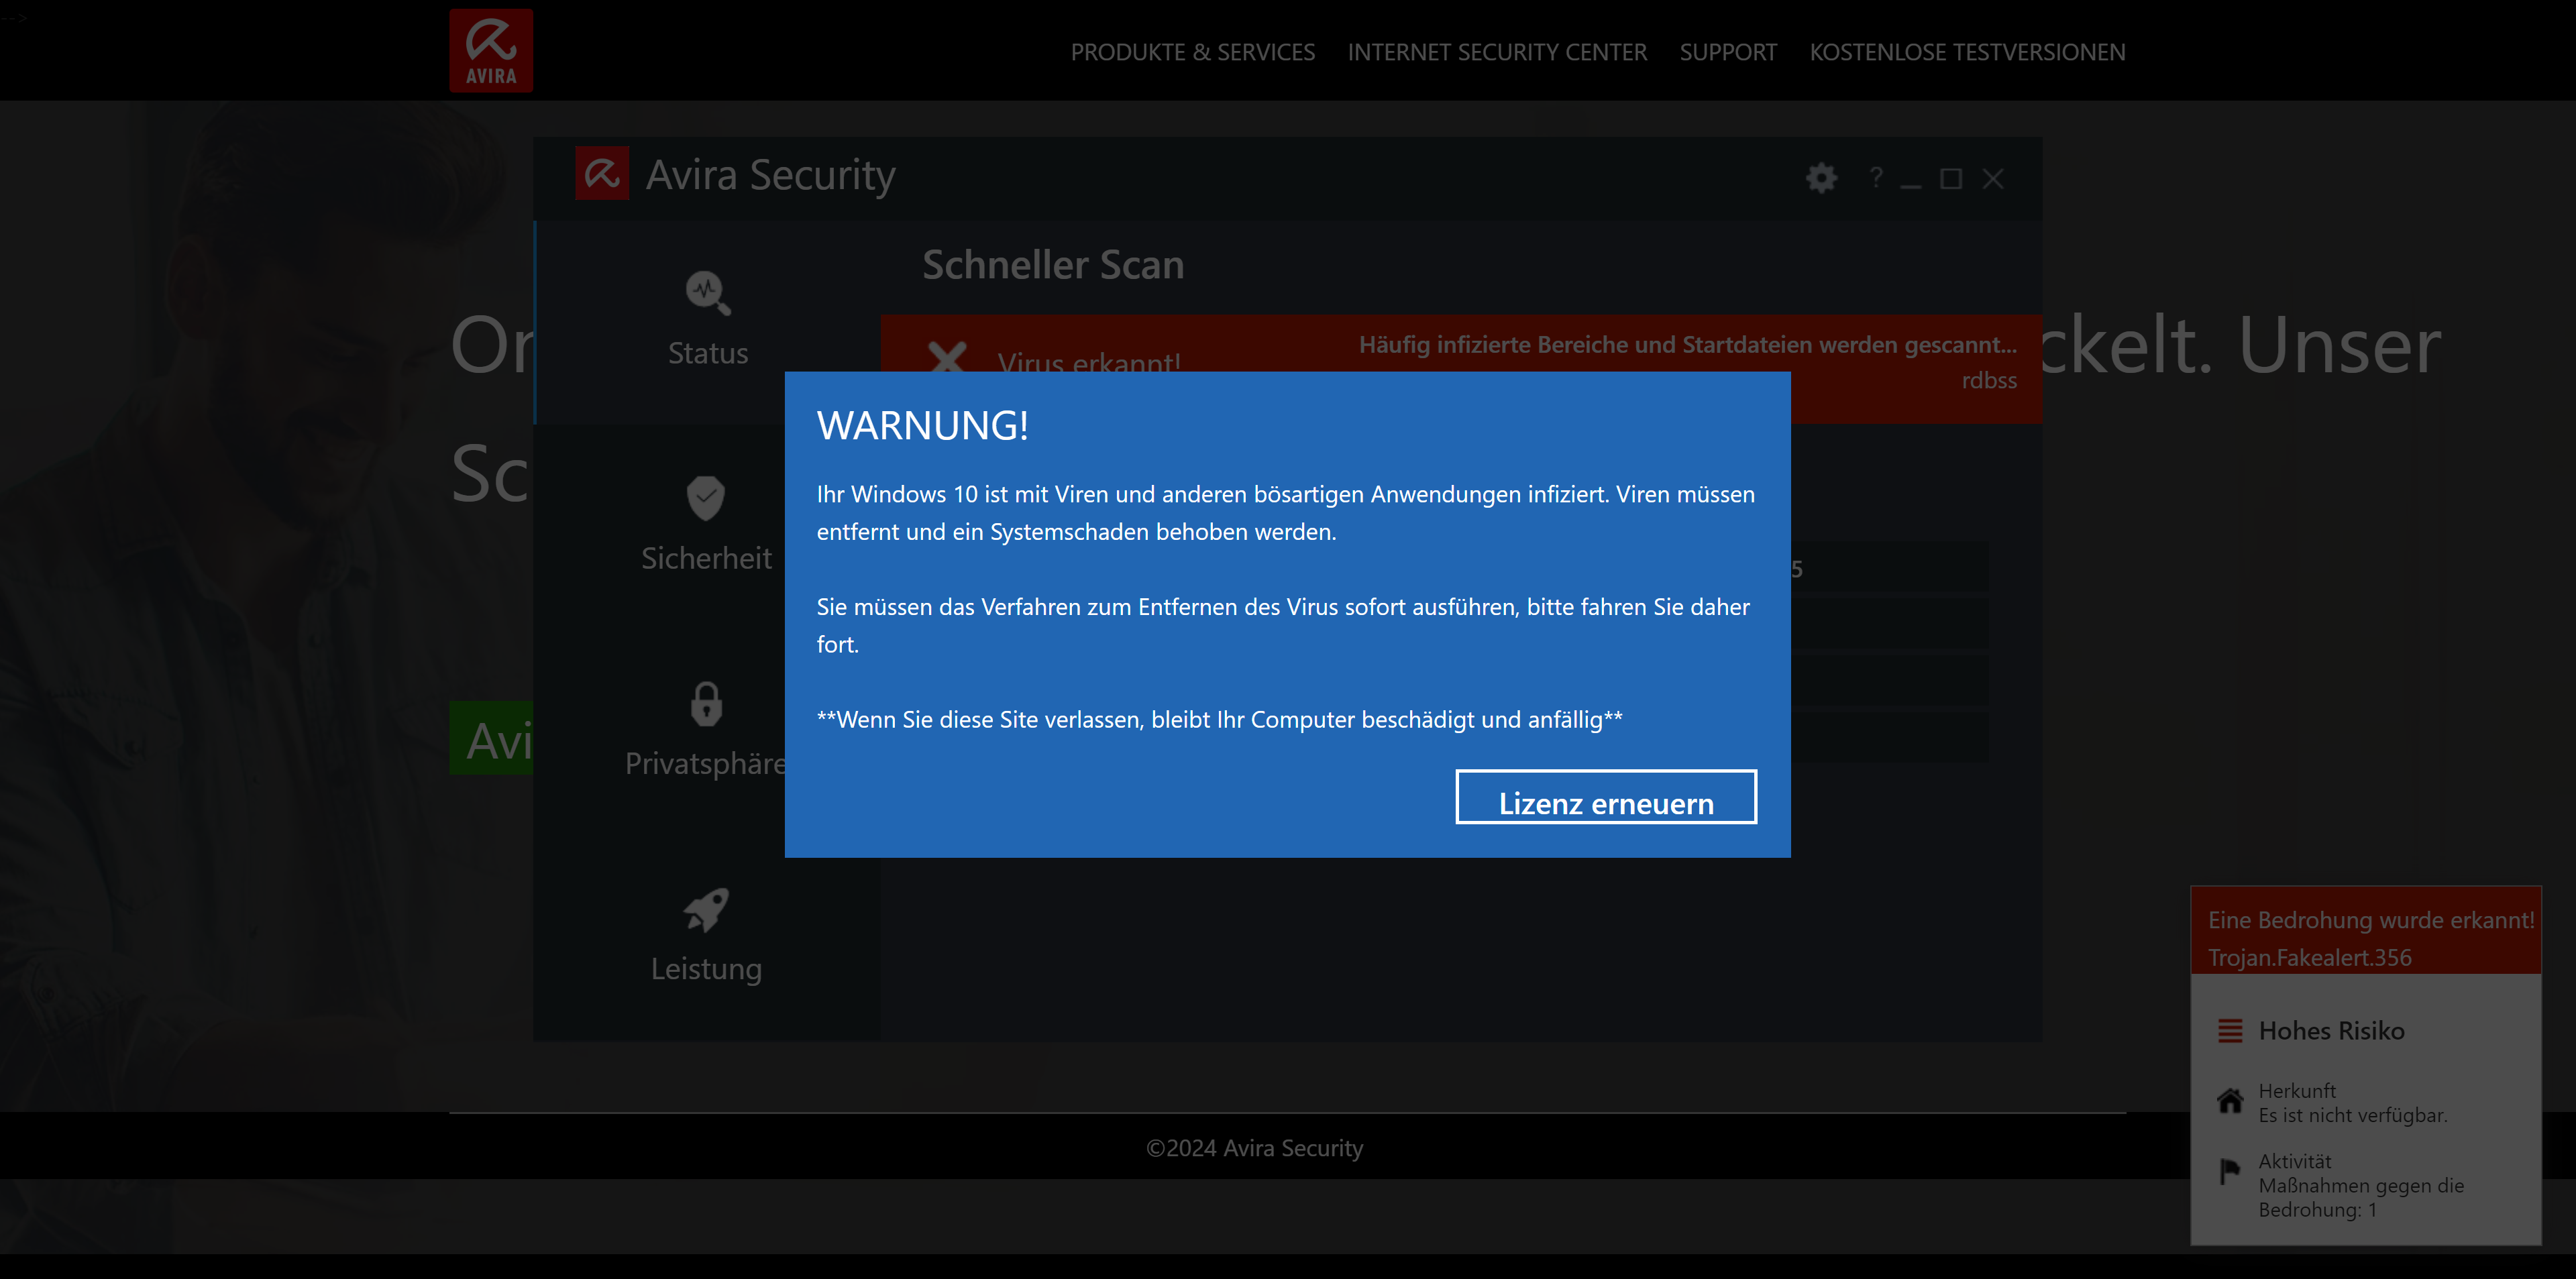 -->
AVIRA
PRODUKTE & SERVICES
INTERNET SECURITY CENTER
SUPPORT
KOSTENLOSE TESTVERSIONEN
Avira Security
?
Schneller Scan
Status
Virus erkannt!
Häufig infizierte Bereiche und Startdateien werden gescannt...
rdbss
ckelt. Unser
WARNUNG!
Ihr Windows 10 ist mit Viren und anderen bösartigen Anwendungen infiziert. Viren müssen
entfernt und ein Systemschaden behoben werden.
Sie müssen das Verfahren zum Entfernen des Virus sofort ausführen, bitte fahren Sie daher
fort.
**Wenn Sie diese Site verlassen, bleibt Ihr Computer beschädigt und anfällig**
Lizenz erneuern
5
Sicherheit
Privatsphäre
Avi
Leistung
Eine Bedrohung wurde erkannt!
Trojan.Fakealert.356
Hohes Risiko
Herkunft
Es ist nicht verfügbar.
Aktivität
Maßnahmen gegen die
Bedrohung: 1
©2024 Avira Security